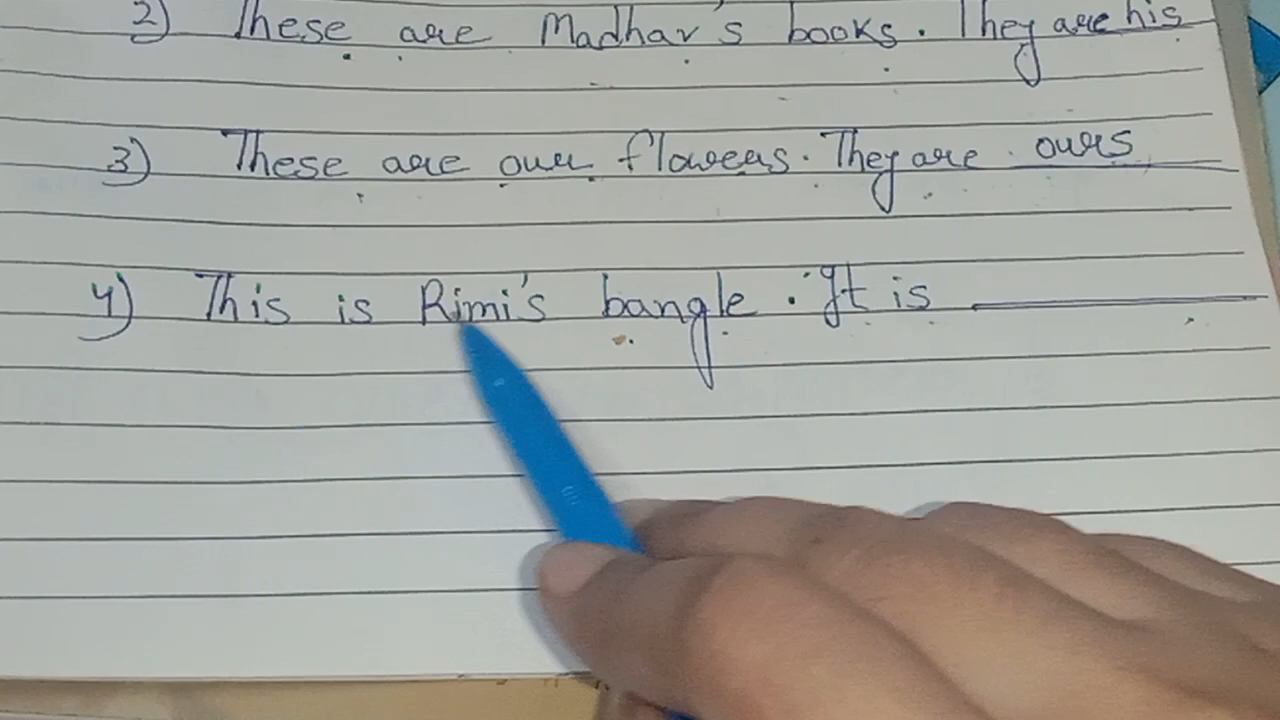 2) These are Madhav's books. They are his
3) These are our flowers. They are ours
4) This is Rimi's bangle. It is